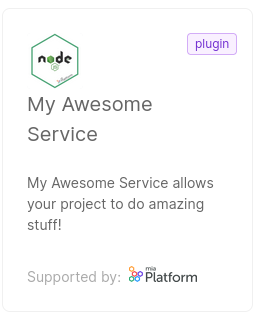 node
plugin
My Awesome
Service
My Awesome Service allows
your project to do amazing
stuff!
Supported by: mia
Platform